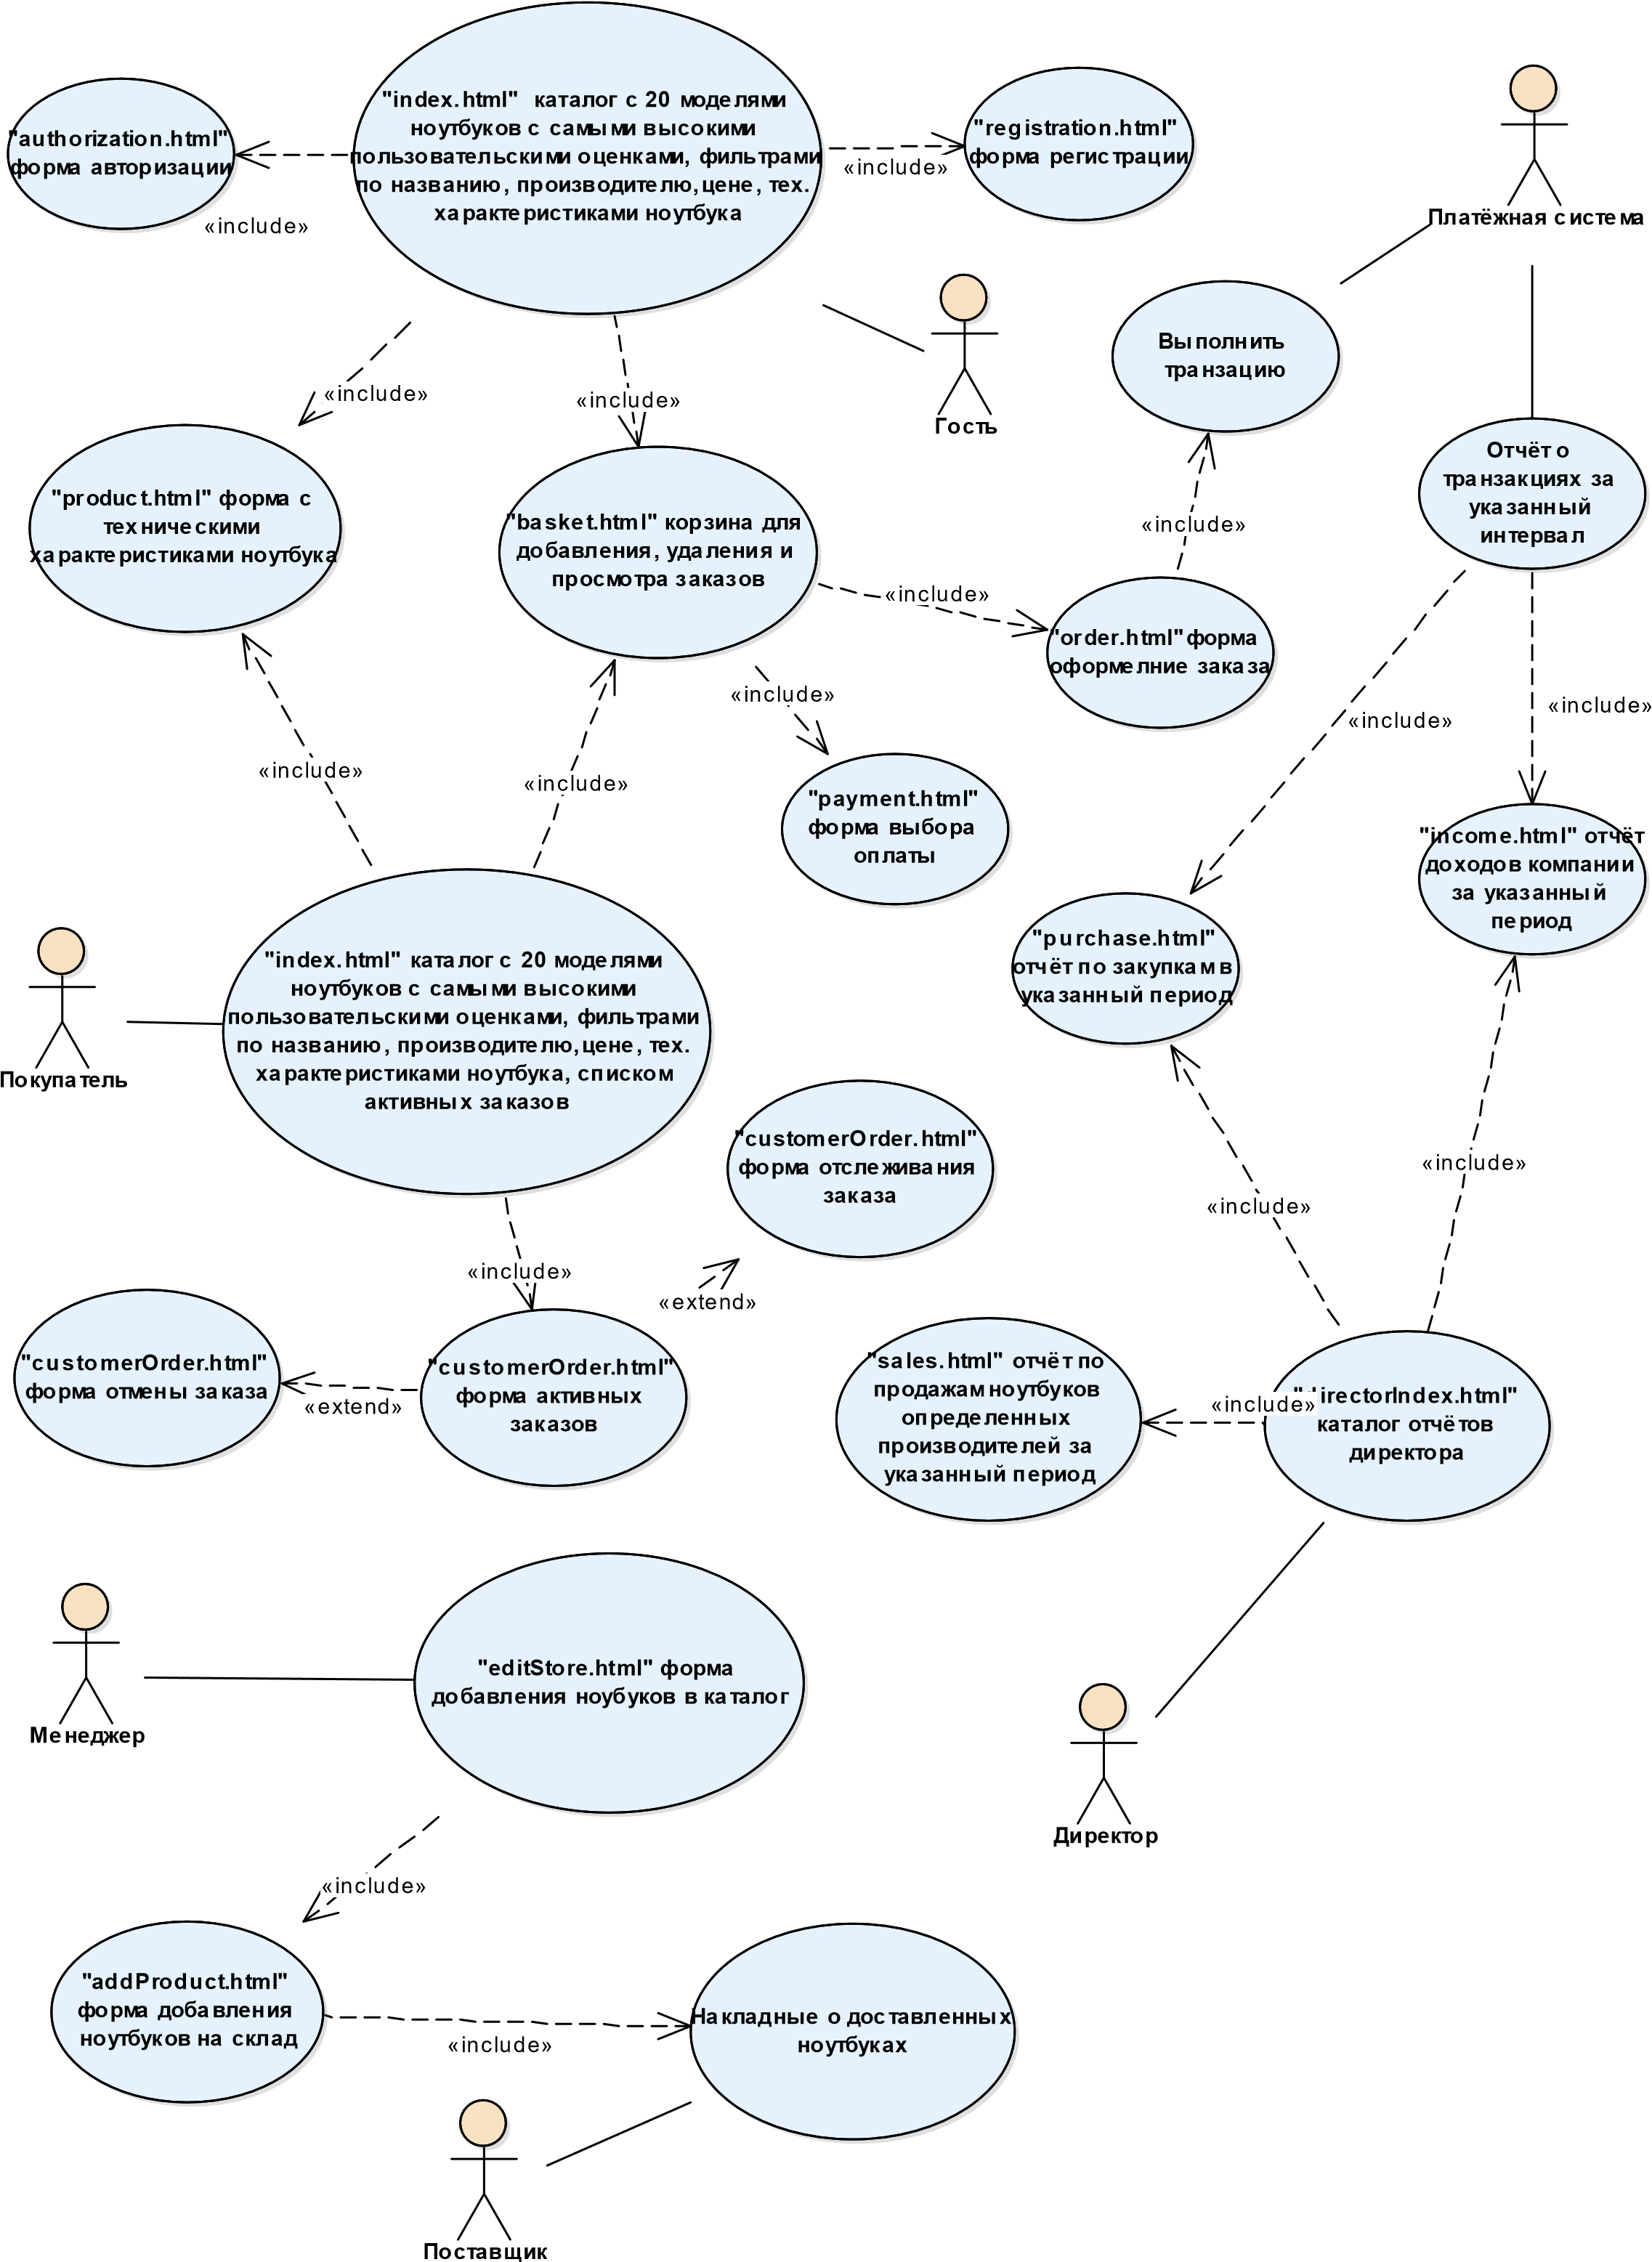 "index.html" каталог с 20 моделями
ноутбуков с самыми высокими
пользовательскими оценками, фильтрами
по названию, производителю, цене, тех.
характеристиками ноутбука
"authorization.html"
форма авторизации
«include»
"registration.html"
форма регистрации
«include»
Платёжная система
Гость
«include»
«include»
Выполнить
транзацию
Отчёт о
транзакциях за
указанный
интервал
"product.html" форма с
техническими
характеристиками ноутбука
"basket.html" корзина для
добавления, удаления и
просмотра заказов
«include»
«include»
"order.html"форма
оформелние заказа
«include»
«include»
«include»
«include»
«include»
"payment.html"
форма выбора
оплаты
"income.html" отчёт
доходов компании
за указанный
период
"purchase.html"
отчёт по закупкам в
указанный период
Покупатель
"index.html" каталог с 20 моделями
ноутбуков с самыми высокими
пользовательскими оценками, фильтрами
по названию, производителю, цене, тех.
характеристиками ноутбука, списком
активных заказов
"customerOrder.html"
форма отслеживания
заказа
«include»
«include»
«include»
«extend»
"customerOrder.html"
форма отмены заказа
«extend»
"customerOrder.html"
форма активных
заказов
"sales.html" отчёт по
продажам ноутбуков
определенных
производителей за
указанный период
«include»
"directorIndex.html"
каталог отчётов
директора
Менеджер
"editStore.html" форма
добавления ноубуков в каталог
Директор
«include»
"addProduct.html"
форма добавления
ноутбуков на склад
«include»
Накладные о доставленных
ноутбуках
Поставщик